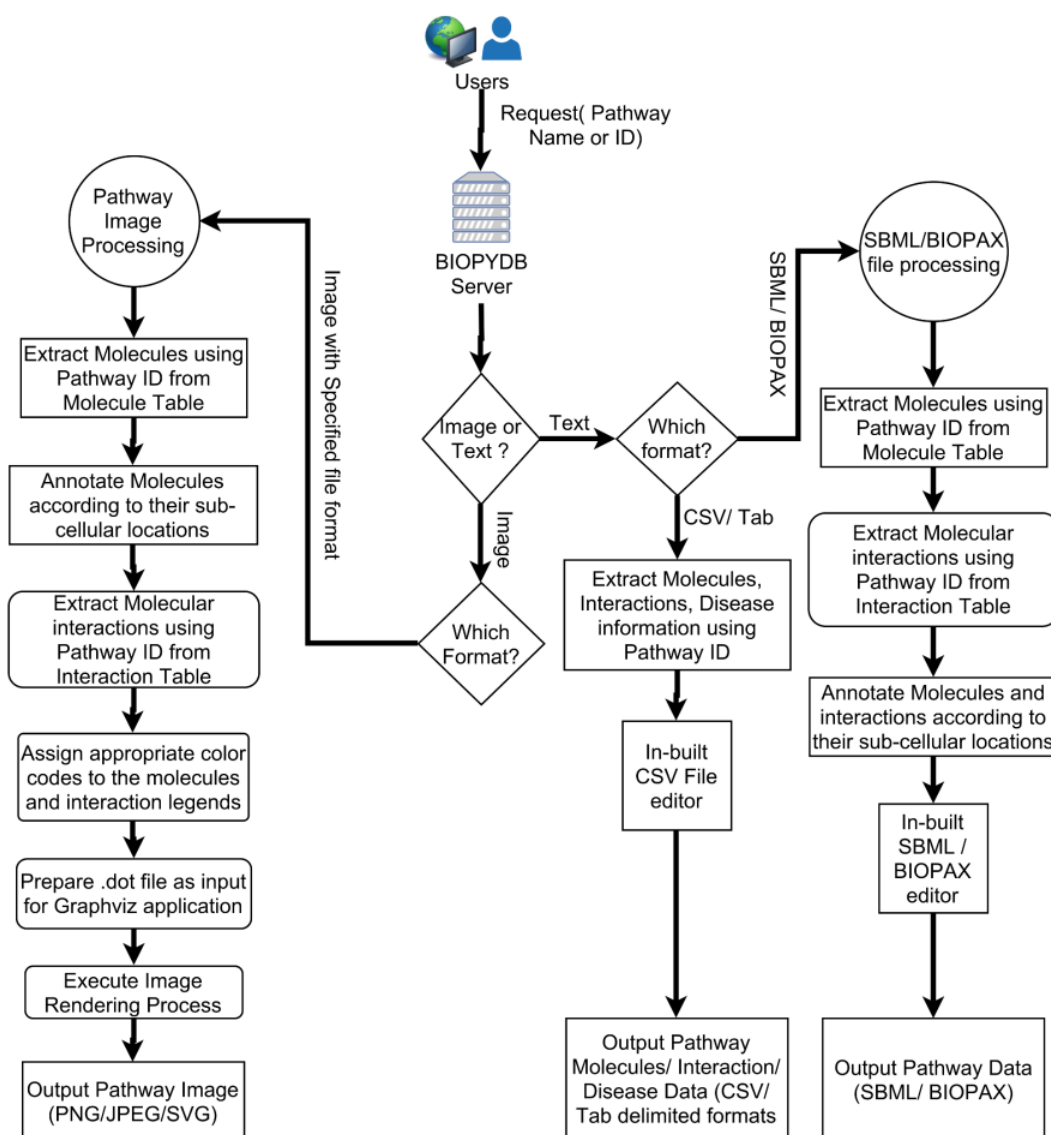 Users
Request( Pathway
Name or ID)
BIOPYDB
Server
Image or
Text ?
Text
Image
Which
Format?
Image with Specified file format
Pathway
Image
Processing
Extract Molecules using
Pathway ID from
Molecule Table
Annotate Molecules
according to their sub-
cellular locations
Extract Molecular
interactions using
Pathway ID from
Interaction Table
Assign appropriate color
codes to the molecules
and interaction legends
Prepare .dot file as input
for Graphviz application
Execute Image
Rendering Process
Output Pathway Image
(PNG/JPEG/SVG)
Which
format?
CSV/ Tab
Extract Molecules,
Interactions, Disease
information using
Pathway ID
In-built
CSV File
editor
Output Pathway
Molecules/ Interaction/
Disease Data (CSV/
Tab delimited formats
SBML/ BIOPAX
SBML/BIOPAX
file processing
Extract Molecules using
Pathway ID from
Molecule Table
Extract Molecular
interactions using
Pathway ID from
Interaction Table
Annotate Molecules and
interactions according to
their sub-cellular locations
In-built
SBML /
BIOPAX
editor
Output Pathway Data
(SBML/ BIOPAX)